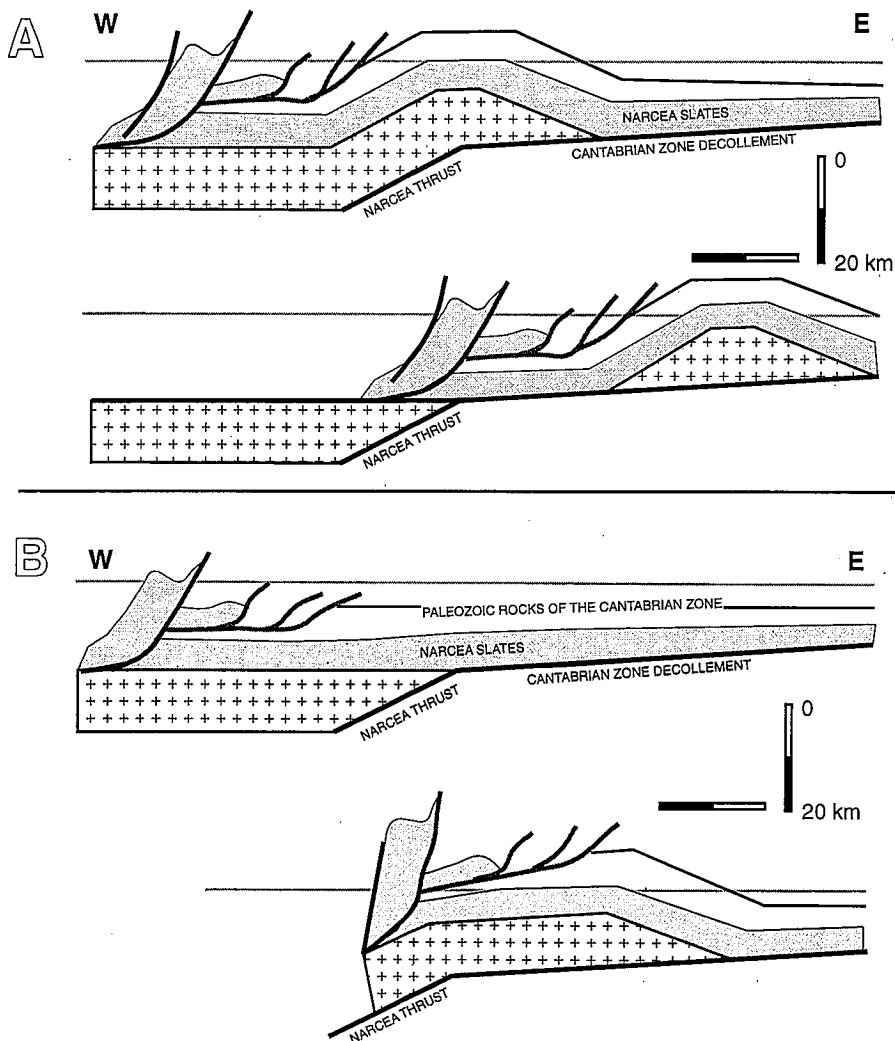 A
W
E
NARCEA SLATES
CANTABRIAN ZONE DECOLLEMENT
NARCEA THRUST
0
20 km
NARCEA THRUST
B
W
E
PALEOZOIC ROCKS OF THE CANTABRIAN ZONE
NARCEA SLATES
CANTABRIAN ZONE DECOLLEMENT
NARCEA THRUST
0
20 km
NARCEA THRUST